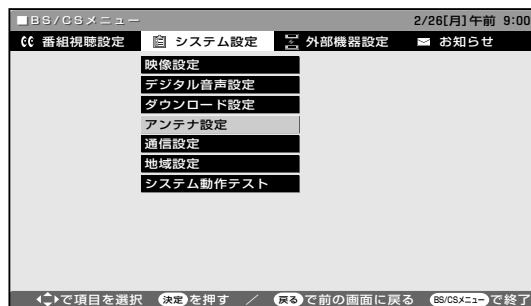 ■BS/CSメニュー 2/26[月]午前 9:00
番組視聴設定 システム設定 外部機器設定 お知らせ
映像設定
デジタル音声設定
ダウンロード設定
アンテナ設定
通信設定
地域設定
システム動作テスト
で項目を選択 決定を押す / 戻るで前の画面に戻る BS/CSメニューで終了